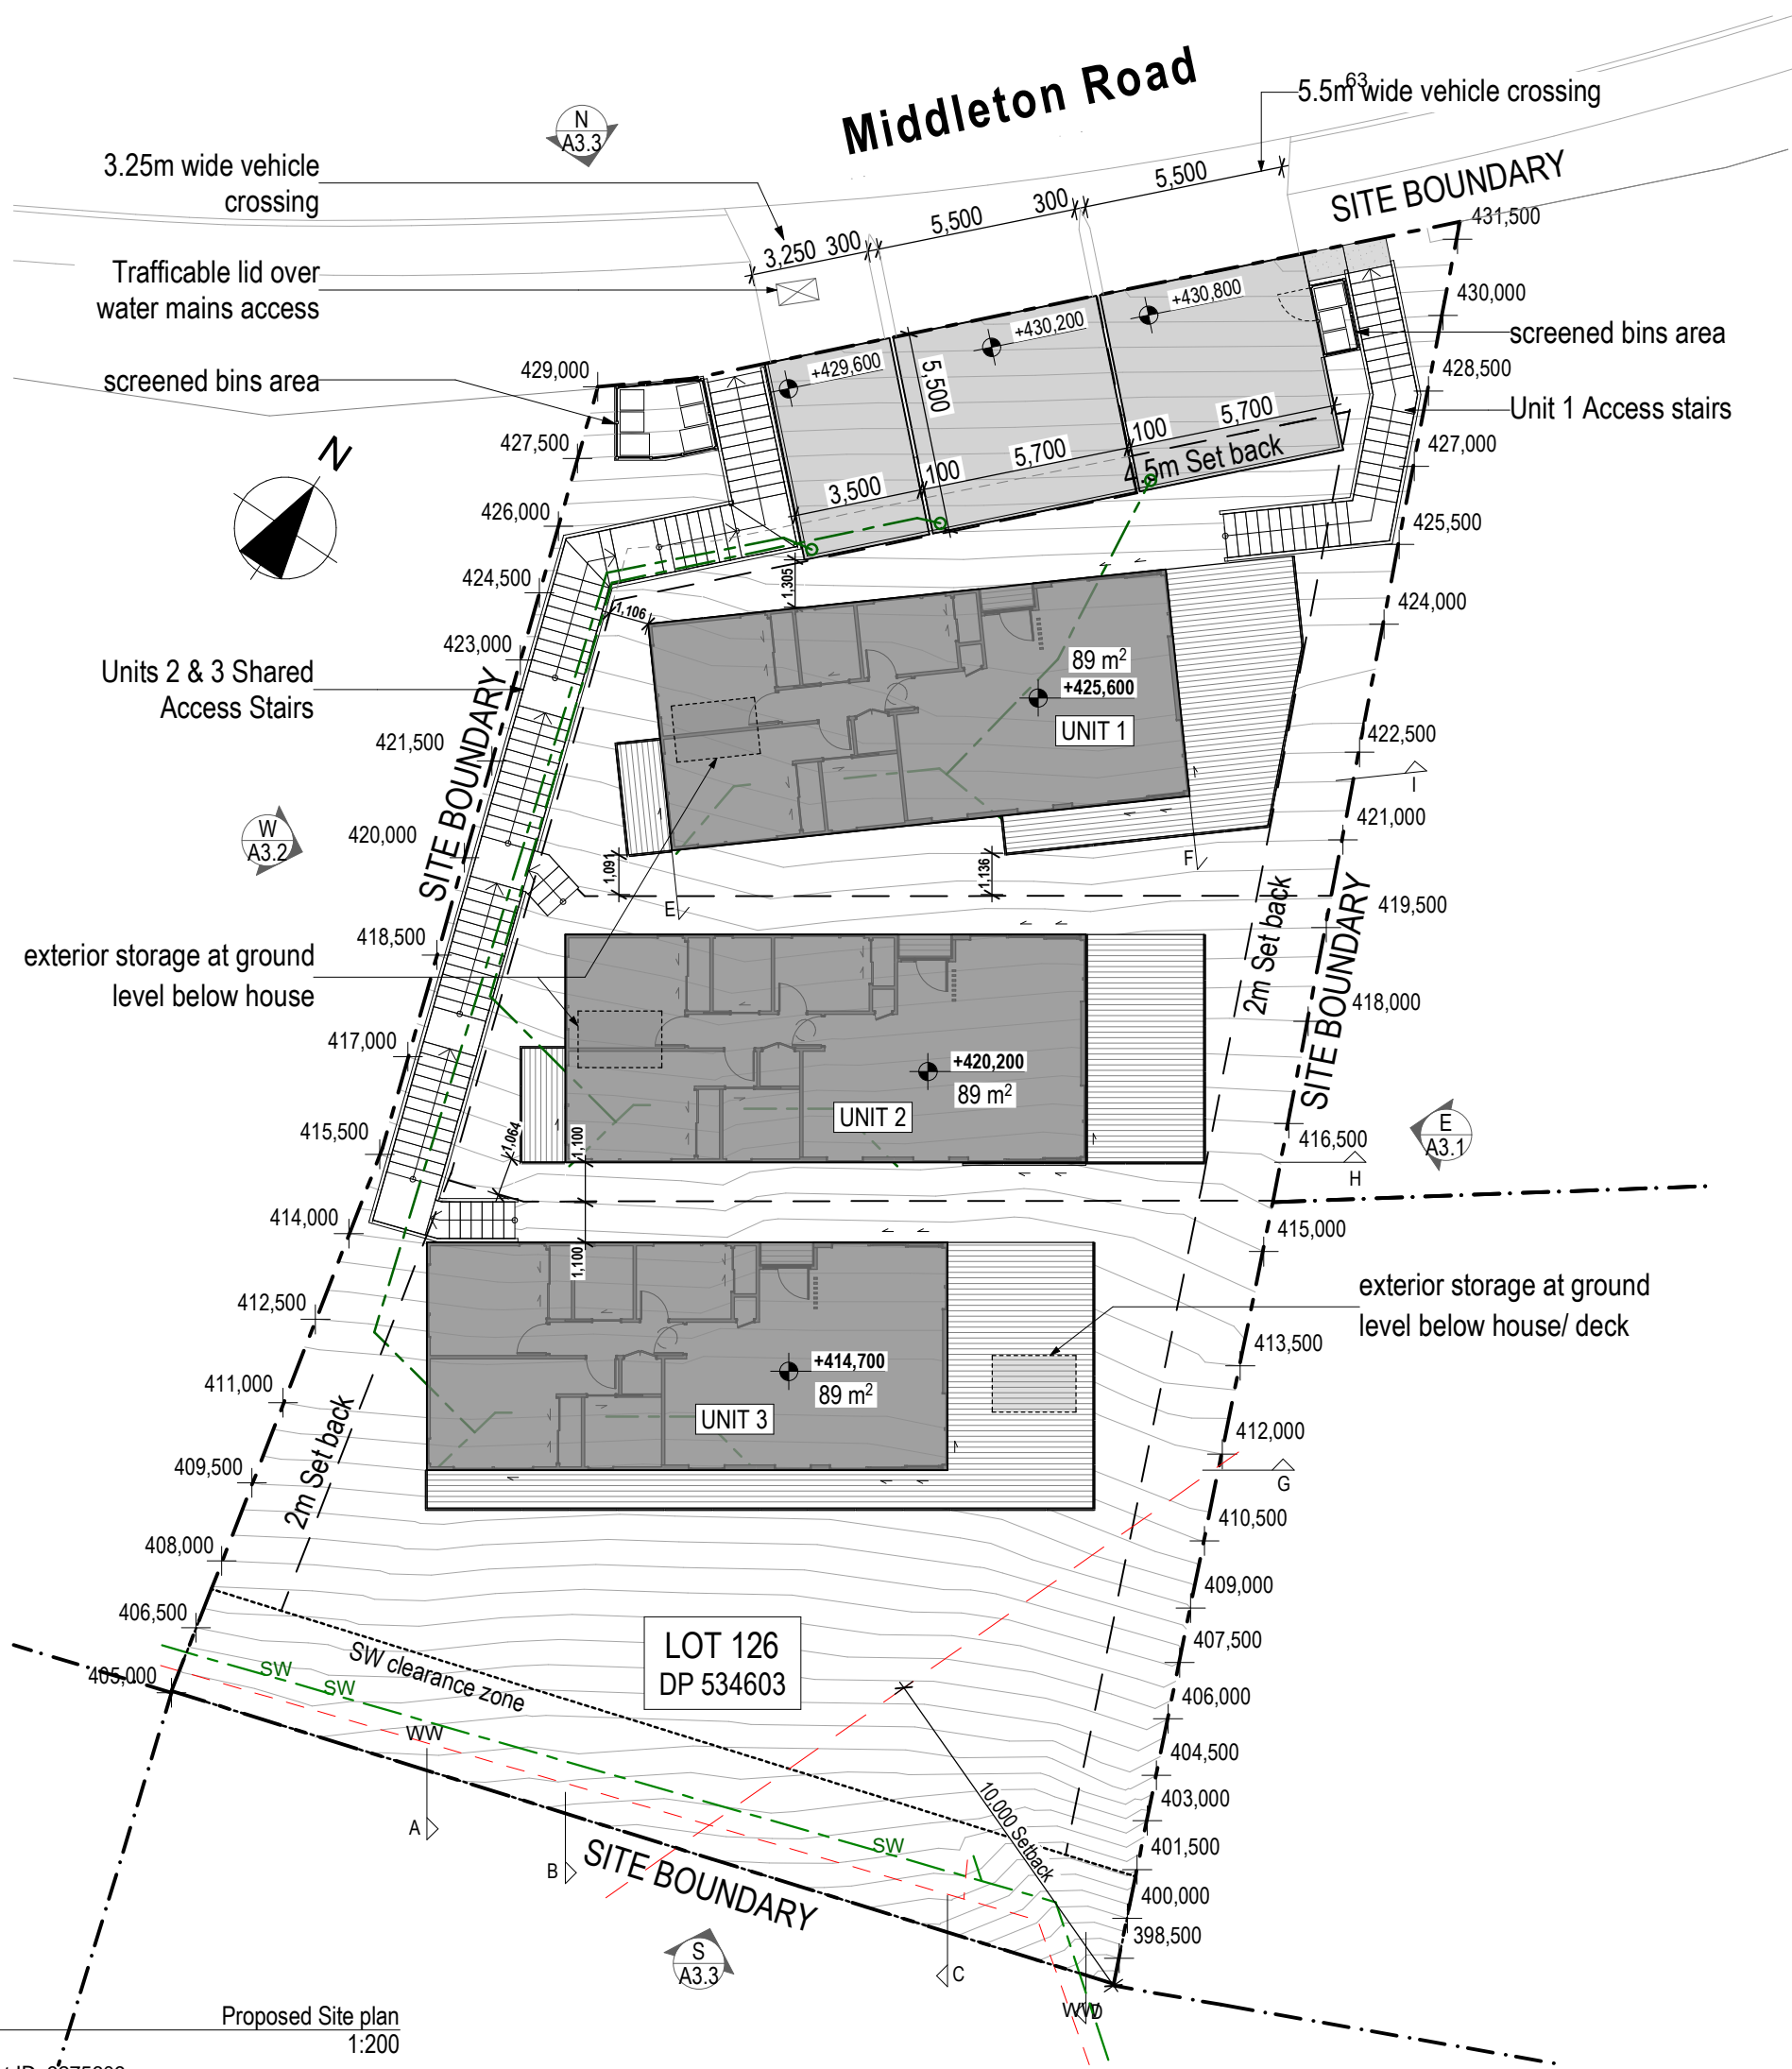 Middleton Road
63
5.5m wide vehicle crossing
N
A3.3
3.25m wide vehicle
crossing
SITE BOUNDARY
5,500
300
5,500
300
3,250
431,500
Trafficable lid over
water mains access
+430,800
430,000
+430,200
screened bins area
+429,600
429,000
screened bins area
428,500
5,500
Unit 1 Access stairs
5,700
427,500
100
427,000
N
5,700
4.5m Set back
100
3,500
426,000
425,500
424,500
1,305
1,106
424,000
423,000
89 m²
+425,600
Units 2 & 3 Shared
Access Stairs
UNIT 1
SITE BOUNDARY
421,500
422,500
I
W
A3.2
420,000
421,000
1,091
1,136
F
E
419,500
418,500
exterior storage at ground
level below house
2m Set back
SITE BOUNDARY
418,000
417,000
+420,200
89 m²
UNIT 2
415,500
1,064
1,100
416,500
E
A3.1
H
414,000
415,000
1,100
exterior storage at ground
level below house/ deck
412,500
413,500
+414,700
89 m²
411,000
UNIT 3
412,000
2m Set back
409,500
G
410,500
408,000
409,000
406,500
LOT 126
DP 534603
407,500
SW clearance zone
SW
405,000
SW
406,000
WW
404,500
10,000 Setback
403,000
A
SW
401,500
B
SITE BOUNDARY
400,000
398,500
S
A3.3
C
WW
D
Proposed Site plan
1:200